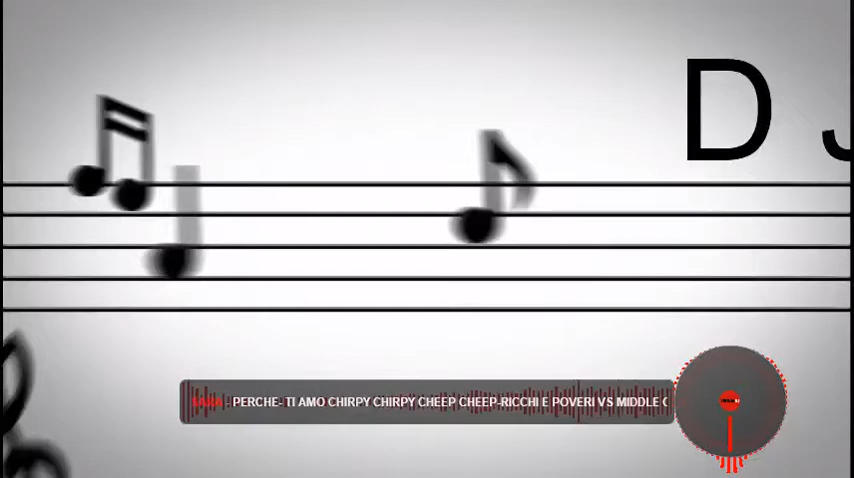 D J
PERCHE- TI AMO CHIRPY CHIRPY CHEEP CHEEP-RICCHI E POVERI VS MIDDLE